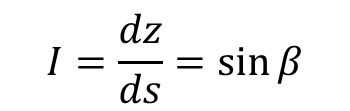 I = dz/ds = sin β